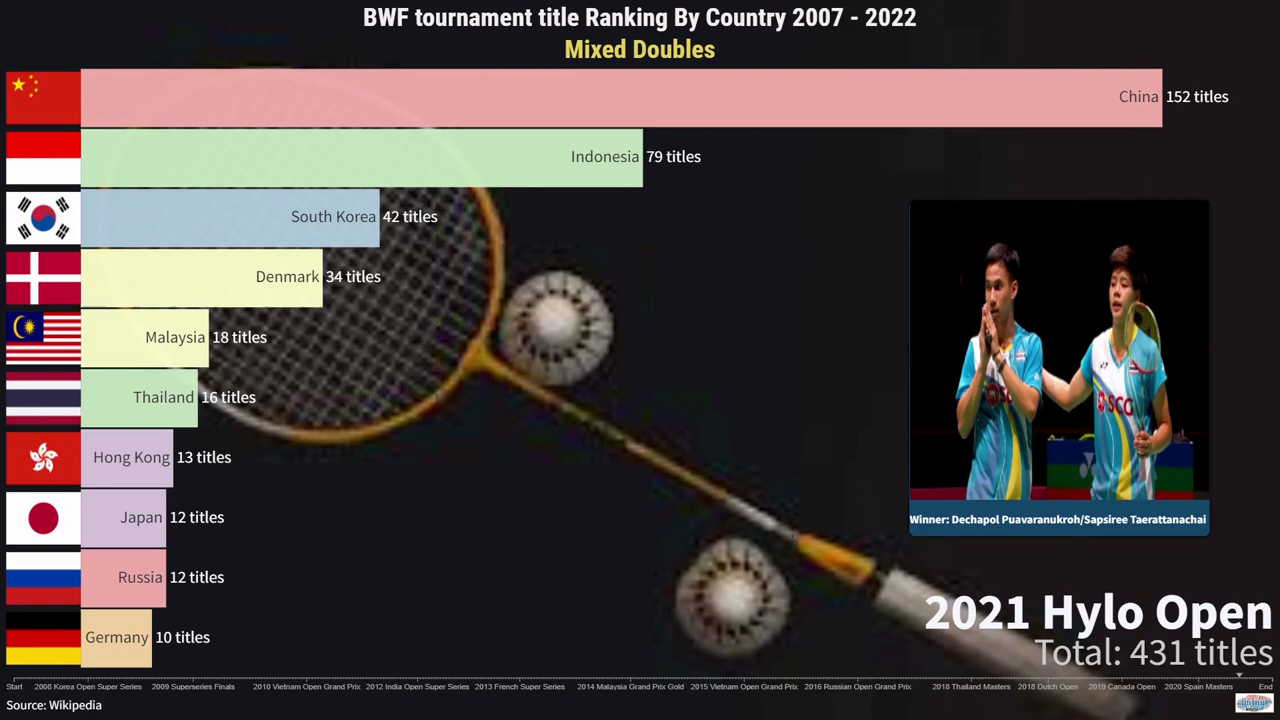 BWF tournament title Ranking By Country 2007 - 2022
Mixed Doubles
China 152 titles
Indonesia 79 titles
South Korea 42 titles
Denmark 34 titles
Malaysia 18 titles
Thailand 16 titles
Hong Kong 13 titles
Japan 12 titles
Russia 12 titles
Germany 10 titles
SCG
Winner: Dechapol Puavaranukroh/Sapsiree Taerattanachai
2021 Hylo Open
Total: 431 titles
Start 2008 Korea Open Super Series 2009 Superseries Finals 2010 Vietnam Open Grand Prix 2012 India Open Super Series 2013 French Super Series 2014 Malaysia Grand Prix Gold 2015 Vietnam Open Grand Prix 2016 Russian Open Grand Prix 2018 Thailand Masters 2018 Dutch Open 2019 Canada Open 2020 Spain Masters End
Source: Wikipedia